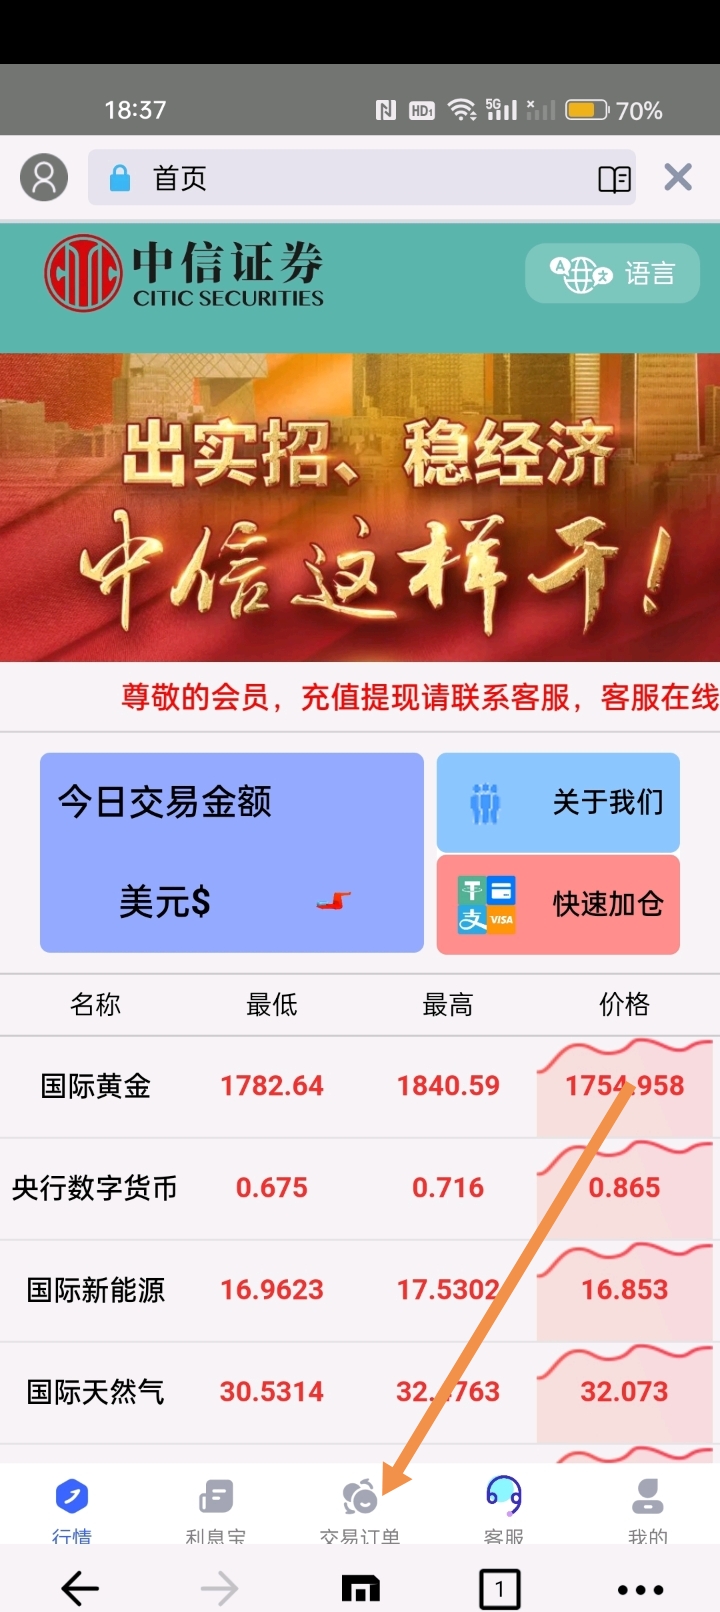 18:37
HD1
5G
70%
首页
中信证券
CITIC SECURITIES
A
文
语言
出实招、稳经济
中信这样干!
尊敬的会员，充值提现请联系客服，客服在线
今日交易金额
美元$
关于我们
T
支
VISA
快速加仓
名称 最低 最高 价格
国际黄金 1782.64 1840.59 1754.958
央行数字货币 0.675 0.716 0.865
国际新能源 16.9623 17.5302 16.853
国际天然气 30.5314 32.4763 32.073
行情 利息宝 交易订单 客服 我的
1